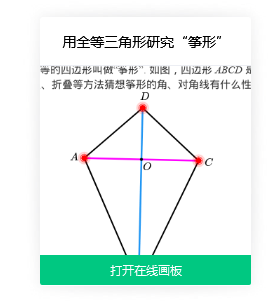 用全等三角形研究“筝形”
等的四边形叫做“筝形”. 如图，四边形 ABCD 是
、折叠等方法猜想筝形的角、对角线有什么性
D
A
O
C
打开在线画板